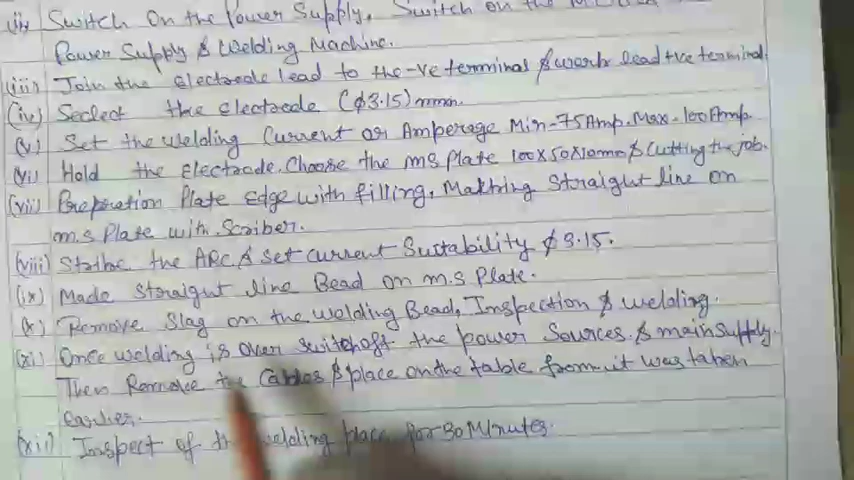 (ii) Switch On the Power Supply, Switch on the
Power Supply & Welding Machine.
(iii) Join the electrode lead to the -ve terminal & work lead +ve terminal
(iv) Seclect the electrode (ϕ3.15) mm.
(v) Set the welding Current or Amperage Min-75Amp. Max-100Amp
(vi) Hold the Electrode. Choose the ms Plate 100x50x10mm & Cutting the job.
(vii) Prepration Plate edge with filling, Making Straight line on
m.s Plate with Scriber.
(viii) the ARC & set current Suitability ϕ3.15.
(ix) Made Straight line Bead on m.s Plate.
(x) Remove Slag on the welding Bead, Inspection & welding.
(xi) Once welding is over switch off the power Sources & main supply.
Then Remove the Cables & place on the table from it was taken
earlier.
(xii) Inspect of the welding place for 30 Minutes.